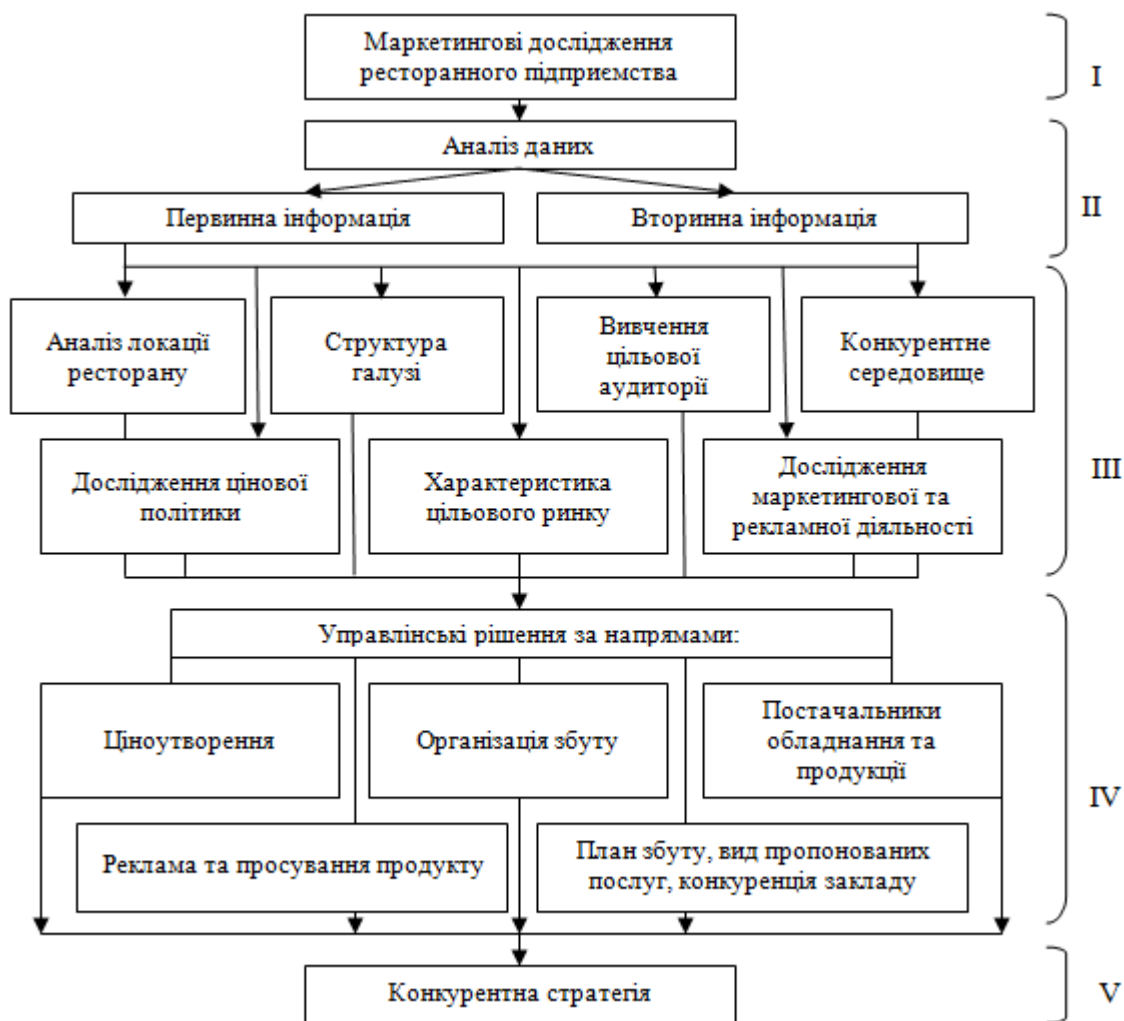 Маркетингові дослідження
ресторанного підприємства
I
Аналіз даних
Первинна інформація
Вторинна інформація
II
Аналіз локації
ресторану
Структура
галузі
Вивчення
цільової
аудиторії
Конкурентне
середовище
Дослідження цінової
політики
Характеристика
цільового ринку
Дослідження
маркетингової та
рекламної діяльності
III
Управлінські рішення за напрямами:
Ціноутворення
Організація збуту
Постачальники
обладнання та
продукції
IV
Реклама та просування продукту
План збуту, вид пропонованих
послуг, конкуренція закладу
Конкурентна стратегія
V